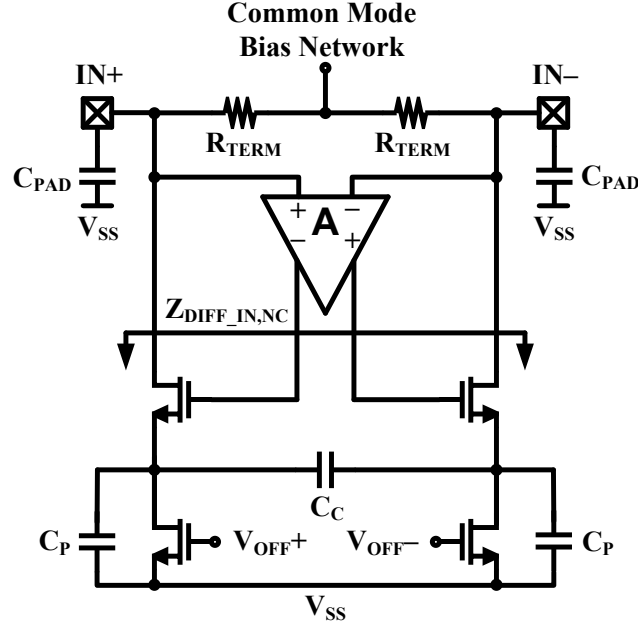 Common Mode
Bias Network
IN+ IN−
R_TERM R_TERM
C_PAD C_PAD
V_SS V_SS
+ −
A
− +
Z_DIFF_IN,NC
C_C
C_P V_OFF+ V_OFF− C_P
V_SS